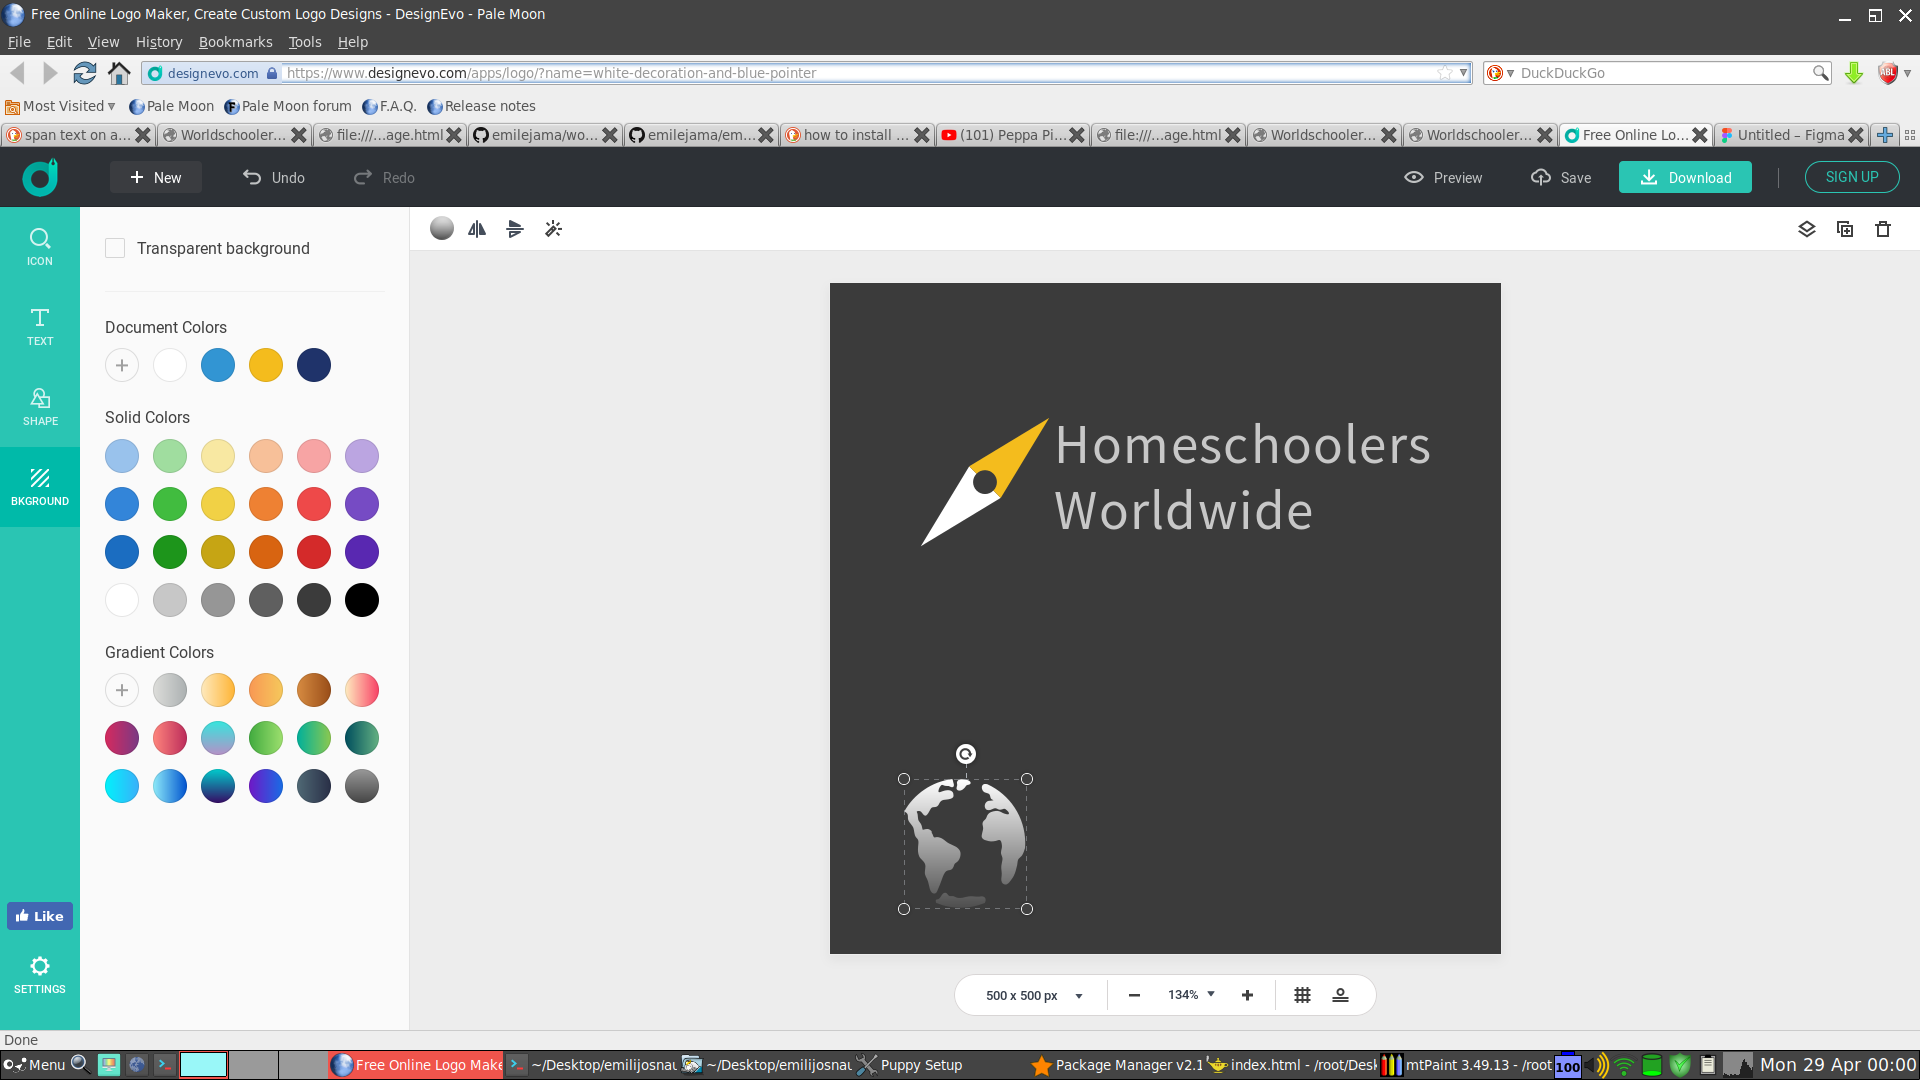 Free Online Logo Maker, Create Custom Logo Designs - DesignEvo - Pale Moon
File Edit View History Bookmarks Tools Help
designevo.com https://www.designevo.com/apps/logo/?name=white-decoration-and-blue-pointer DuckDuckGo ABL
Most Visited Pale Moon Pale Moon forum F.A.Q. Release notes
span text on a... Worldschooler... file:///...age.html emilejama/wo... emilejama/em... how to install ... (101) Peppa Pi... file:///...age.html Worldschooler... Worldschooler... Free Online Lo... Untitled – Figma
New Undo Redo Preview Save Download SIGN UP
ICON
TEXT
SHAPE
BKGROUND
Like
SETTINGS
Transparent background
Document Colors
Solid Colors
Gradient Colors
Homeschoolers
Worldwide
500 x 500 px 134%
Done
Menu Free Online Logo Make ~/Desktop/emilijosnau ~/Desktop/emilijosnau Puppy Setup Package Manager v2.1 index.html - /root/Desk mtPaint 3.49.13 - /root 100 Mon 29 Apr 00:00